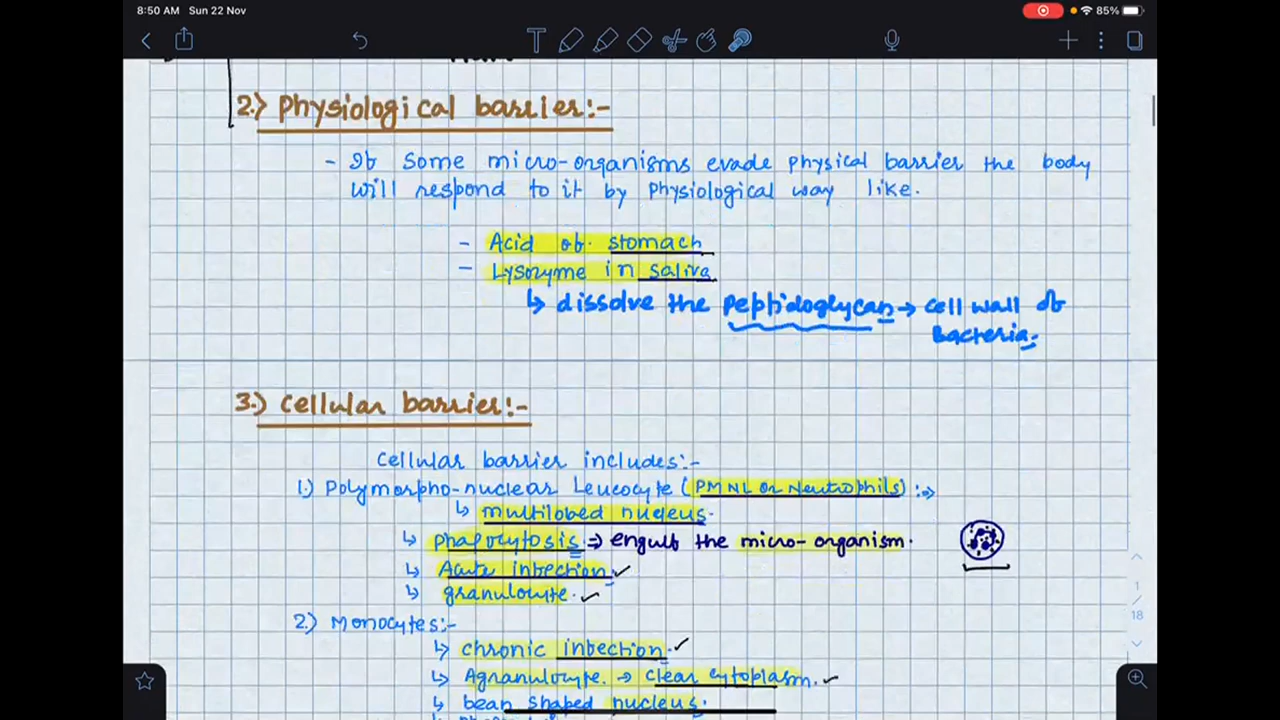 8:50 AM Sun 22 Nov
85%
2.) Physiological barrier:-
- If some micro-organisms evade physical barrier the body
will respond to it by physiological way like.
- Acid of stomach
- Lysozyme in saliva
↳ dissolve the peptidoglycan → cell wall of
Bacteria.
3.) Cellular barrier:-
Cellular barrier includes:-
1.) Polymorpho-nuclear Leucocyte (PMNL or Neutrophils) :⇒
↳ multilobed nucleus.
↳ phagocytosis ⇒ engulf the micro-organism.
↳ Acute infection ✓
↳ granulocyte. ✓
2.) Monocytes:-
↳ chronic infection. ✓
↳ Agranulocyte. → clear cytoplasm. ✓
↳ bean shaped nucleus.
1
/
18